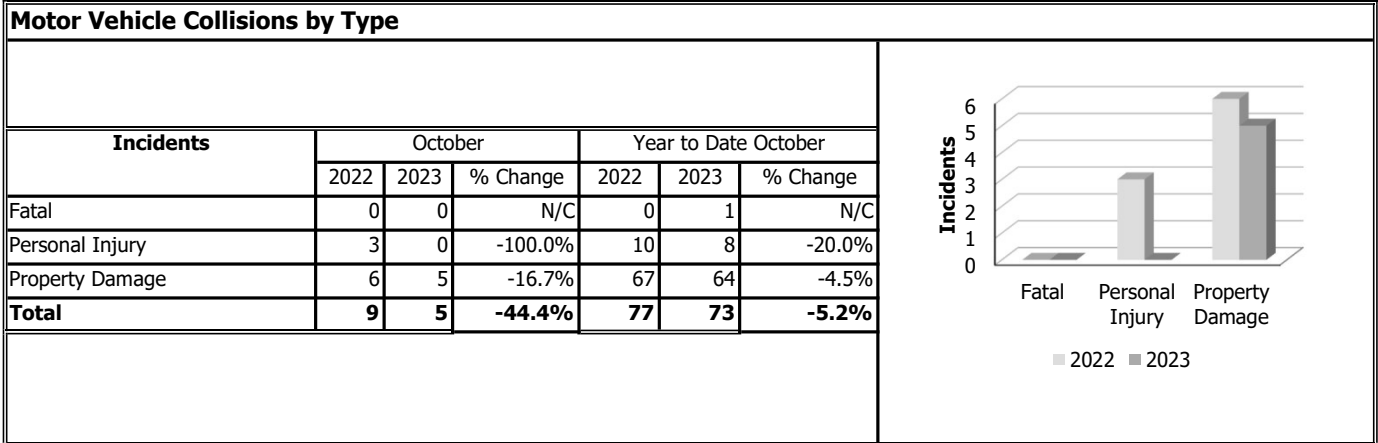 Motor Vehicle Collisions by Type
Incidents October Year to Date October
2022 2023 % Change 2022 2023 % Change
Fatal 0 0 N/C 0 1 N/C
Personal Injury 3 0 -100.0% 10 8 -20.0%
Property Damage 6 5 -16.7% 67 64 -4.5%
Total 9 5 -44.4% 77 73 -5.2%
Incidents
6
5
4
3
2
1
0
Fatal Personal Property
Injury Damage
2022 2023